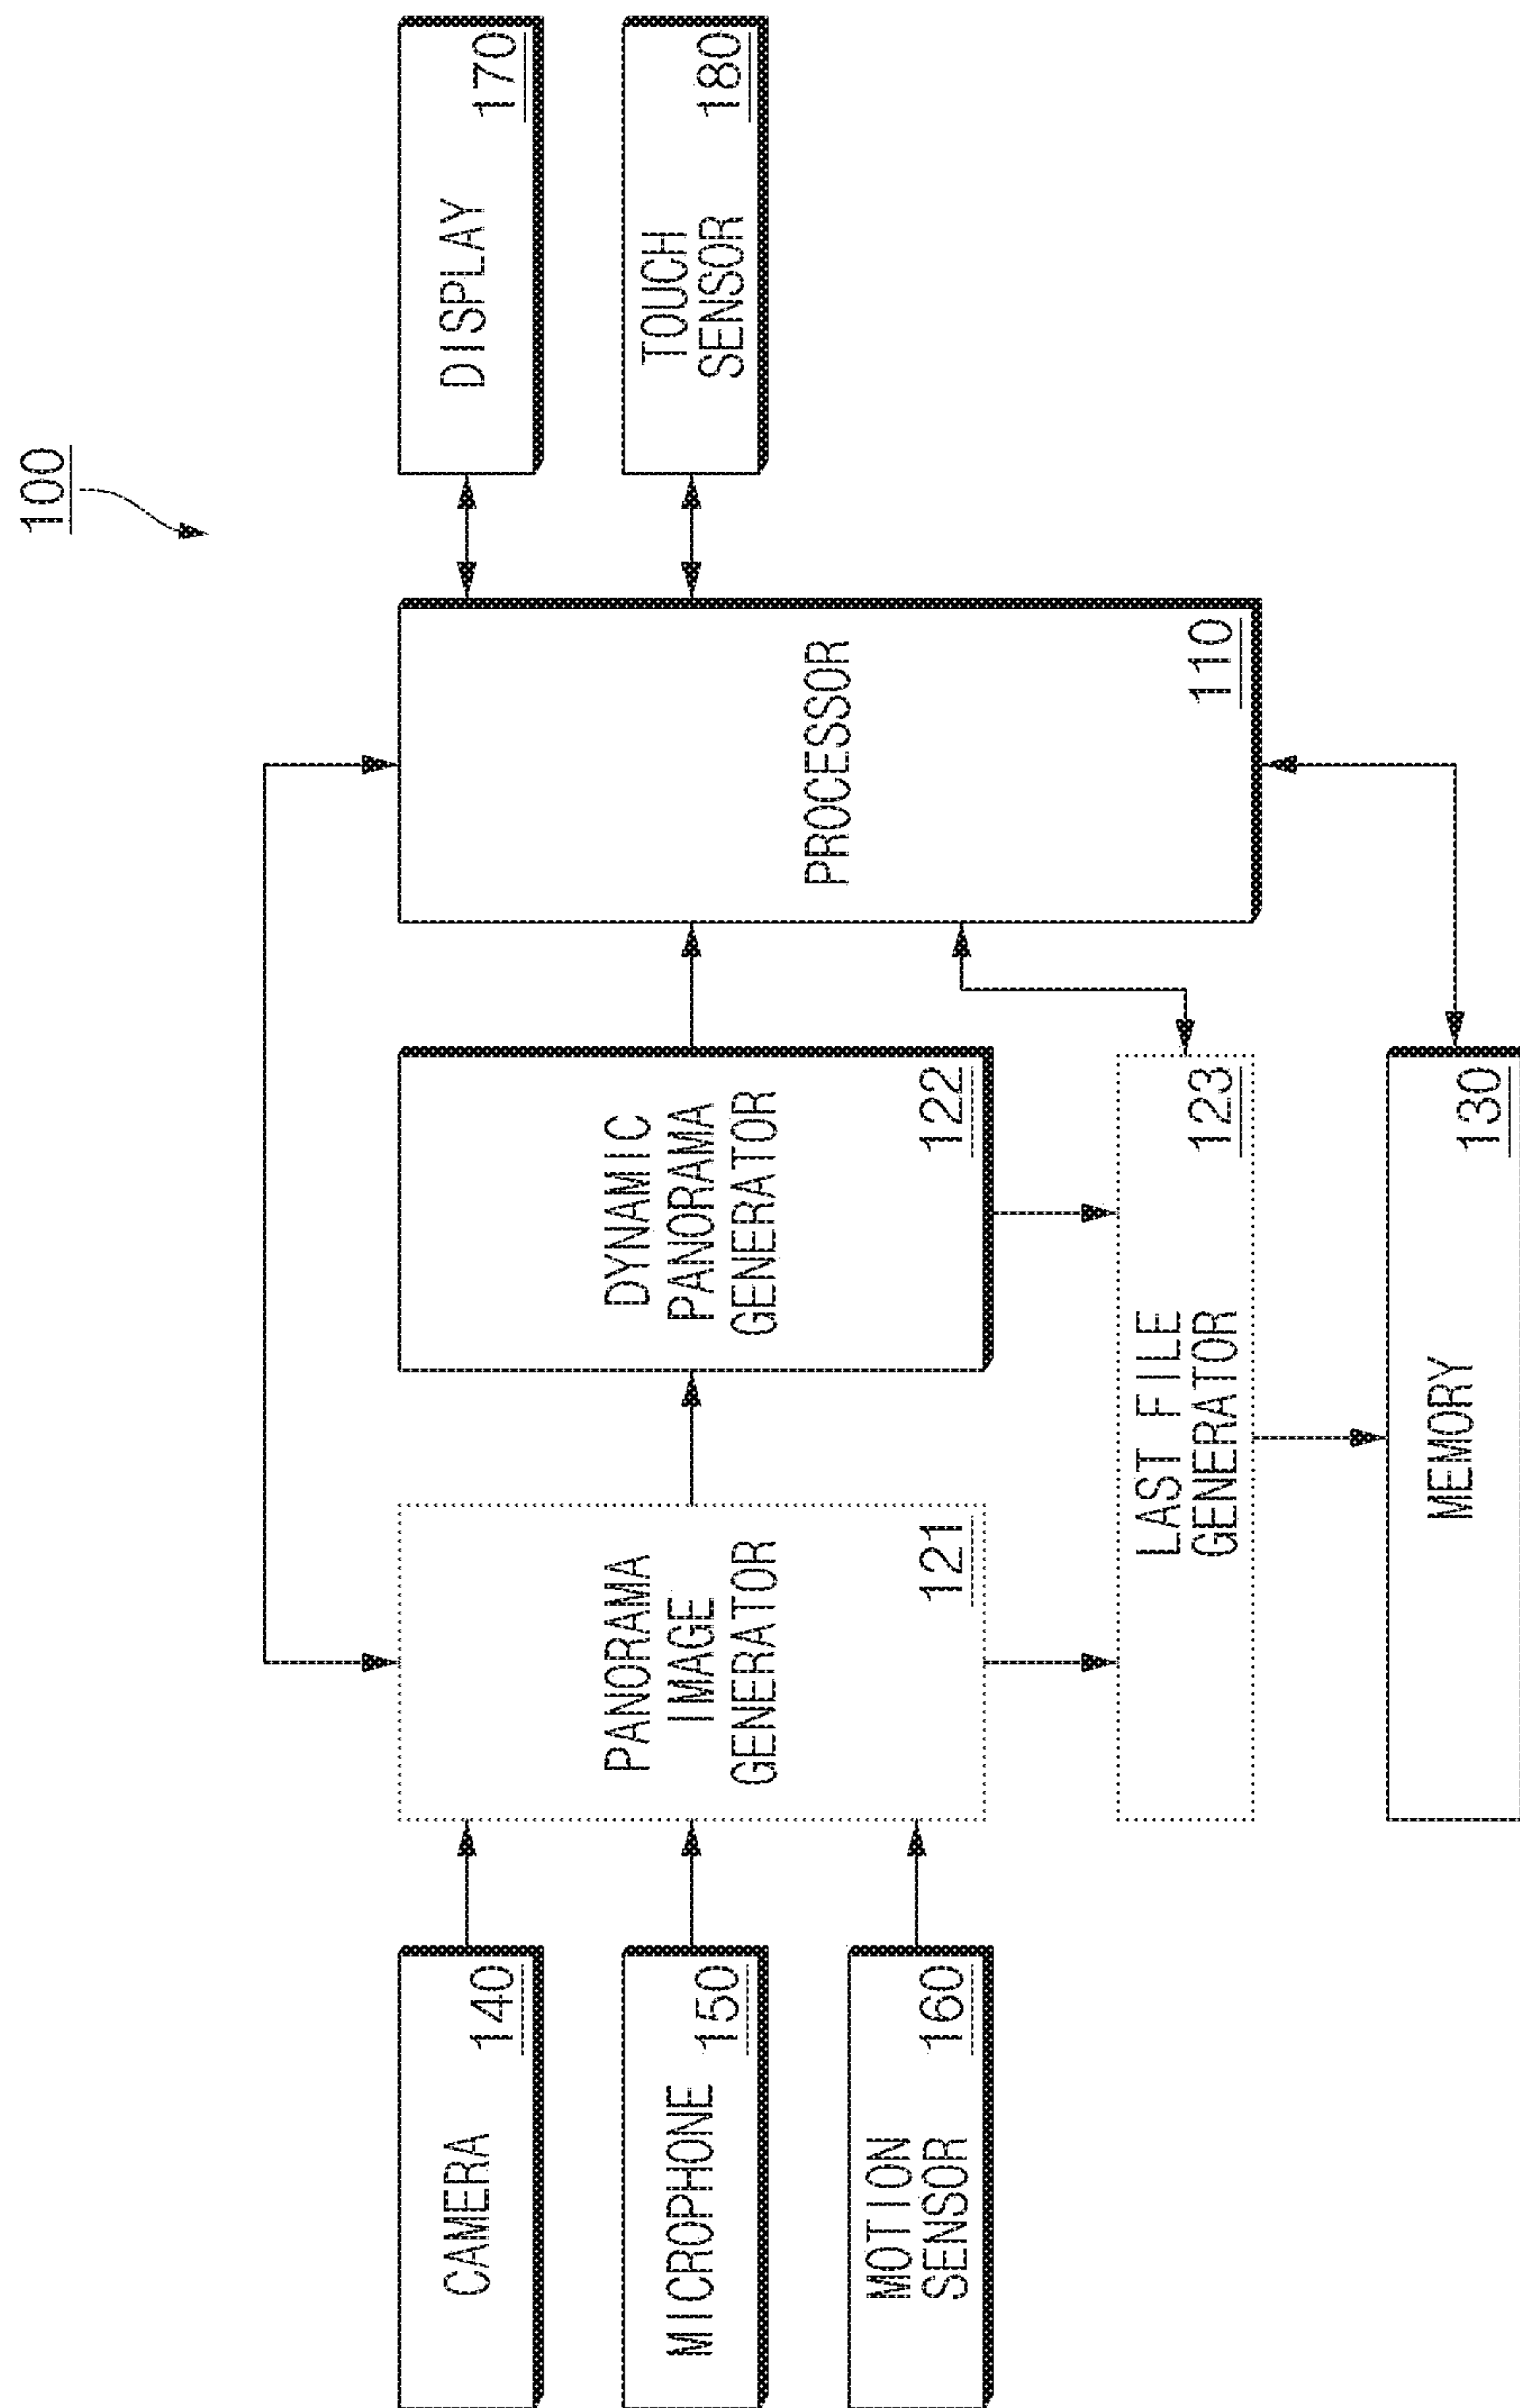 100
CAMERA
140
MICROPHONE
150
MOTION
SENSOR
160
PANORAMA
IMAGE
GENERATOR
121
DYNAMIC
PANORAMA
GENERATOR
122
LAST FILE
GENERATOR
123
MEMORY
130
PROCESSOR
110
DISPLAY
170
TOUCH
SENSOR
180